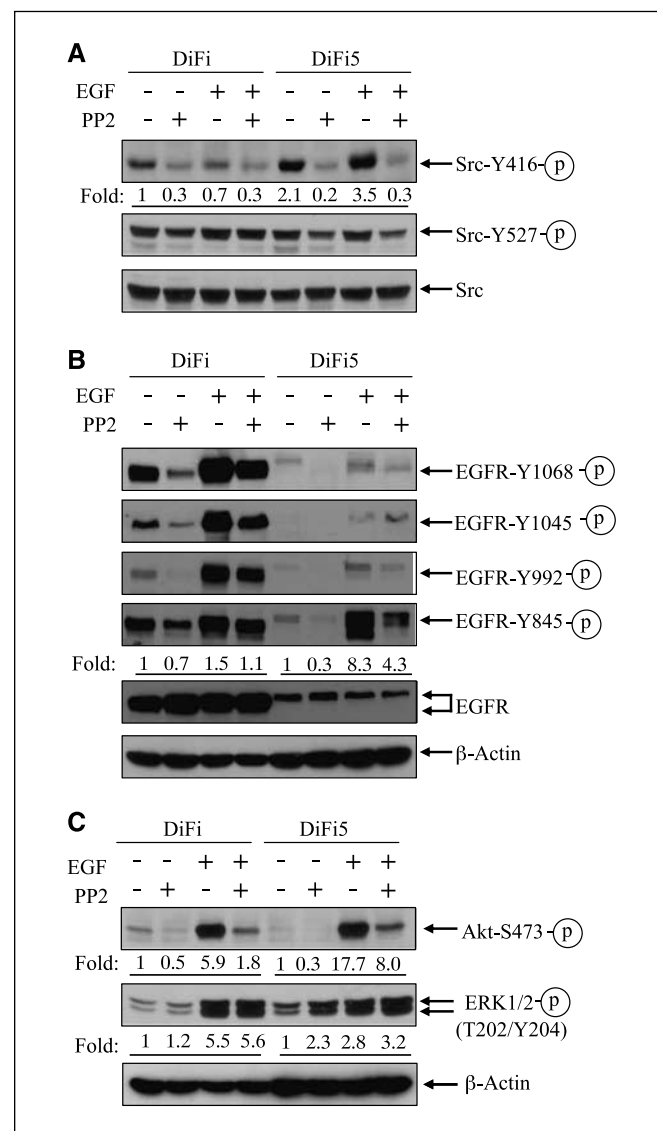 A
DiFi DiFi5
EGF - - + + - - + +
PP2 - + - + - + - +
Src-Y416-p
Fold: 1 0.3 0.7 0.3 2.1 0.2 3.5 0.3
Src-Y527-p
Src
B
DiFi DiFi5
EGF - - + + - - + +
PP2 - + - + - + - +
EGFR-Y1068-p
EGFR-Y1045-p
EGFR-Y992-p
EGFR-Y845-p
Fold: 1 0.7 1.5 1.1 1 0.3 8.3 4.3
EGFR
β-Actin
C
DiFi DiFi5
EGF - - + + - - + +
PP2 - + - + - + - +
Akt-S473-p
Fold: 1 0.5 5.9 1.8 1 0.3 17.7 8.0
ERK1/2-p
(T202/Y204)
Fold: 1 1.2 5.5 5.6 1 2.3 2.8 3.2
β-Actin